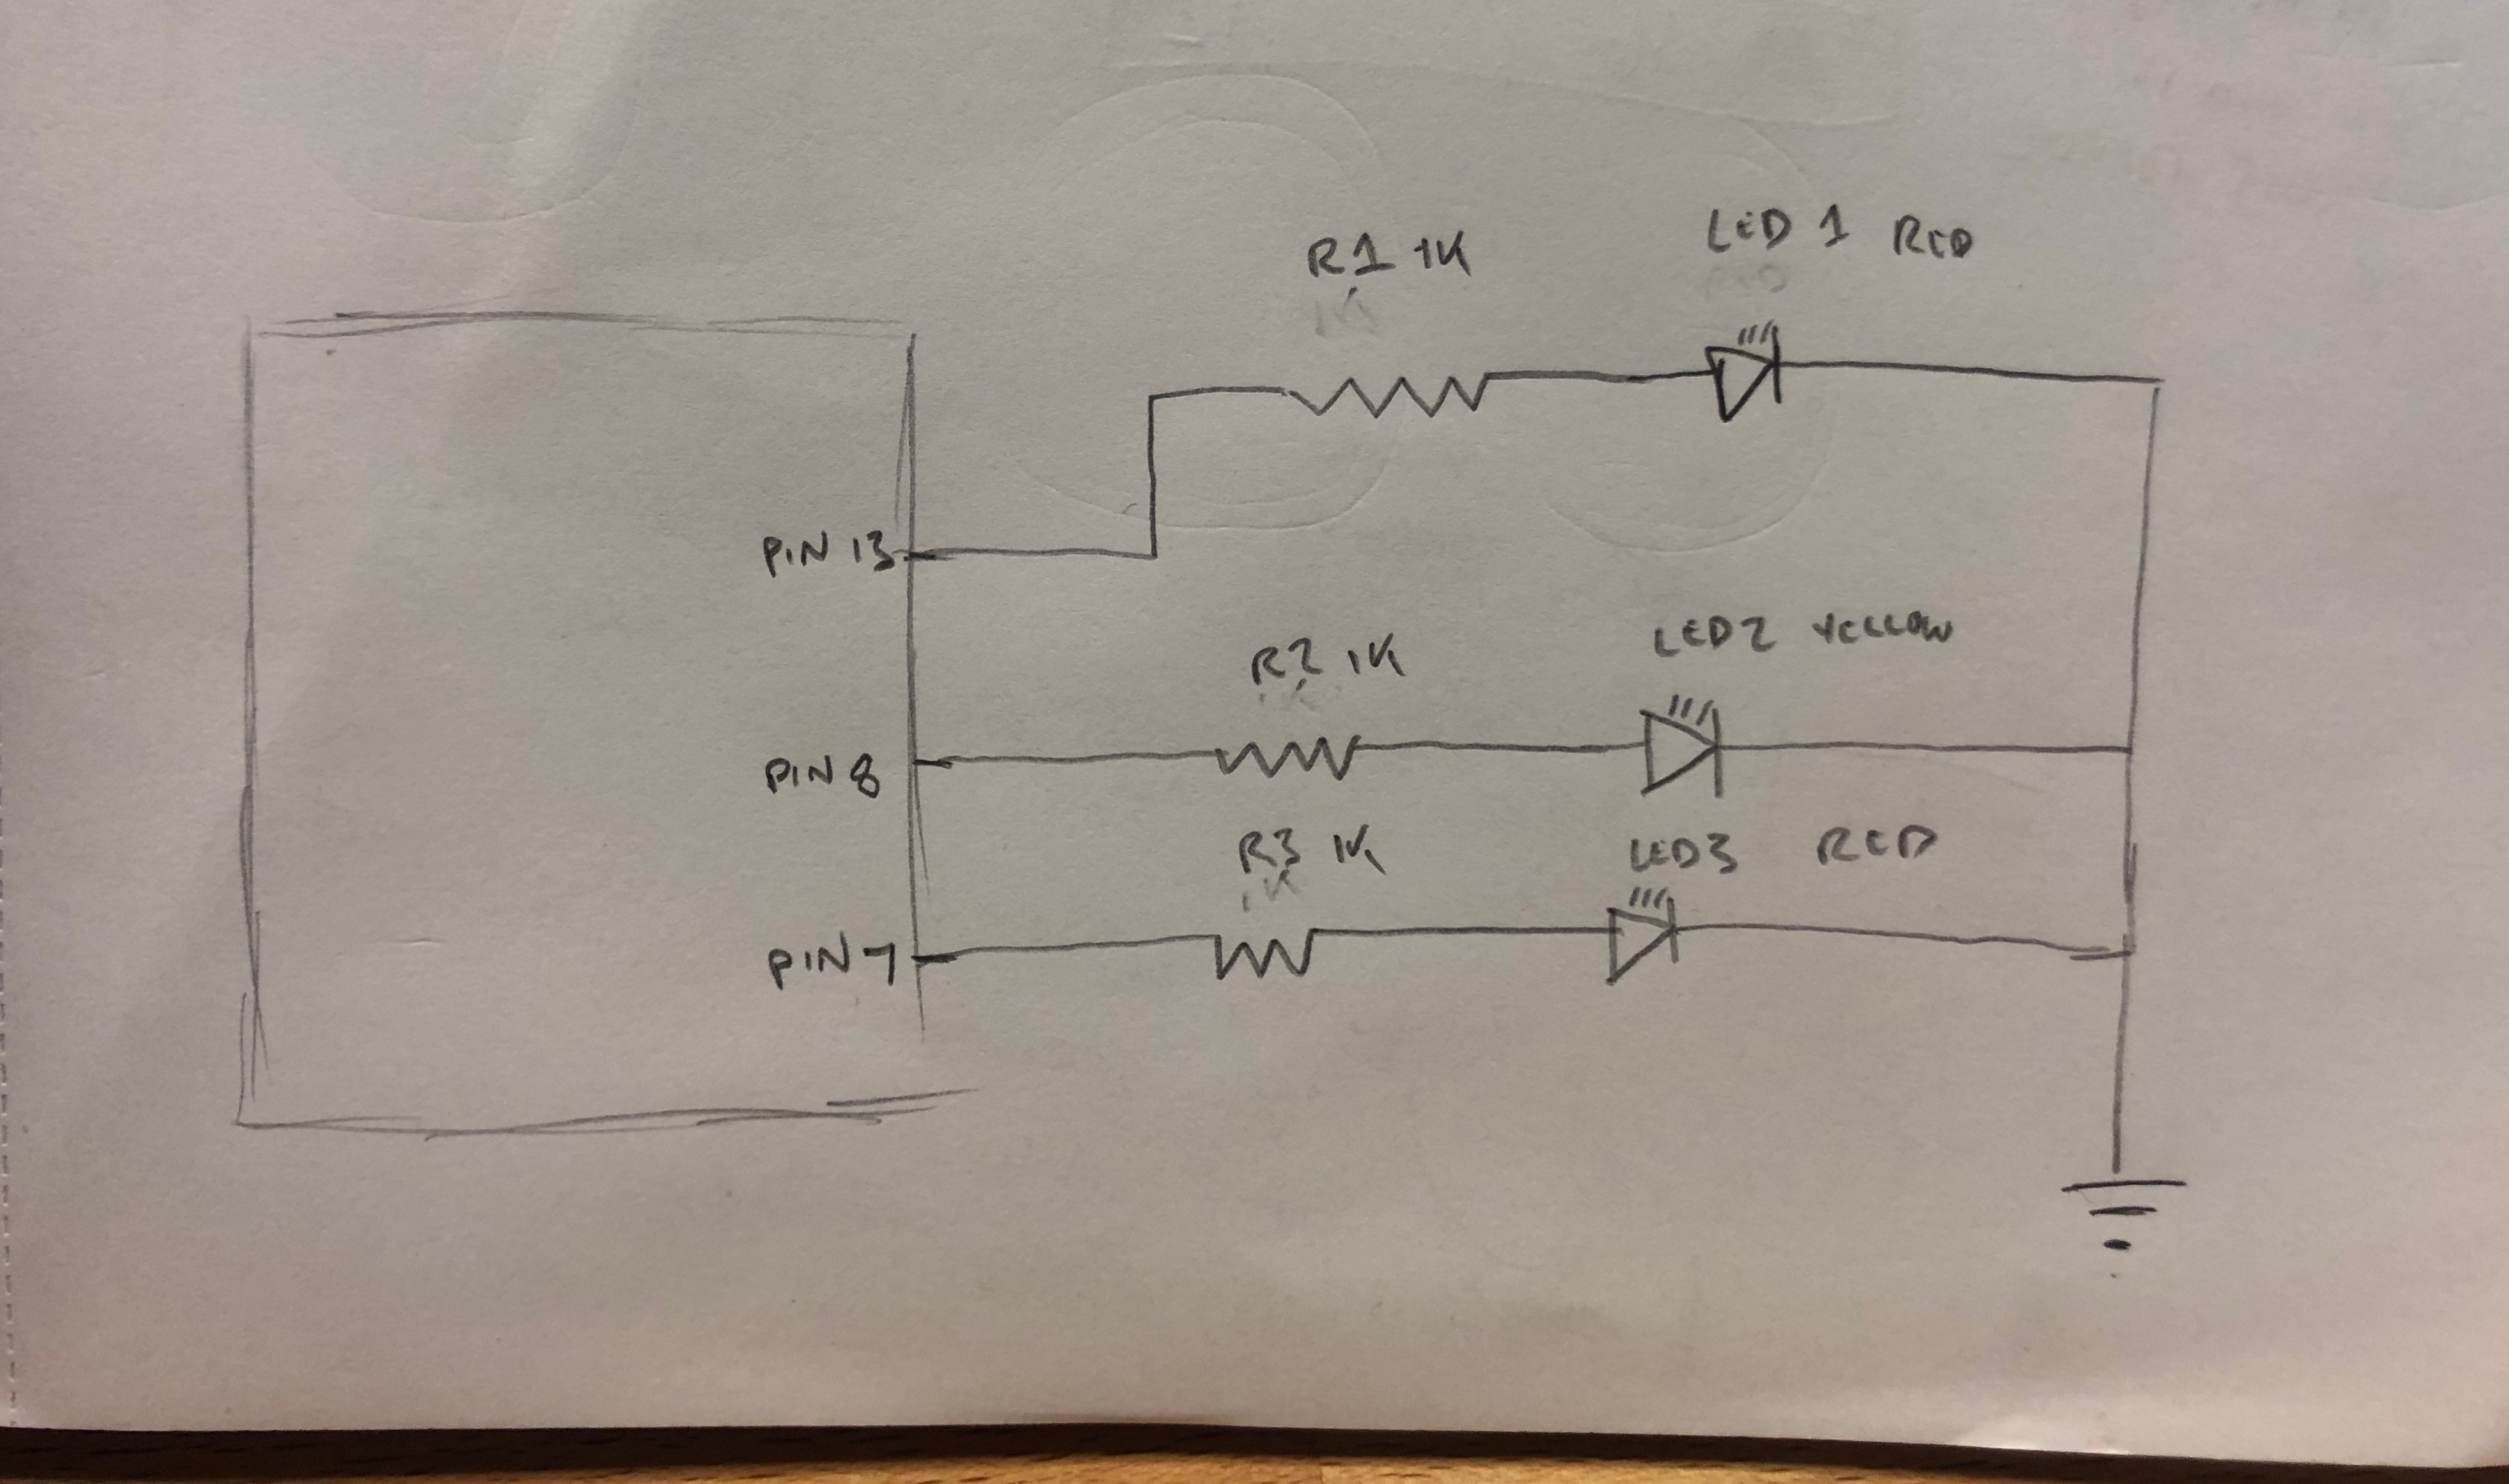 R1 1K
LED 1 RED
PIN 13
R2 1K
LED2 YELLOW
PIN 8
R3 1K
LED3 RED
PIN 7